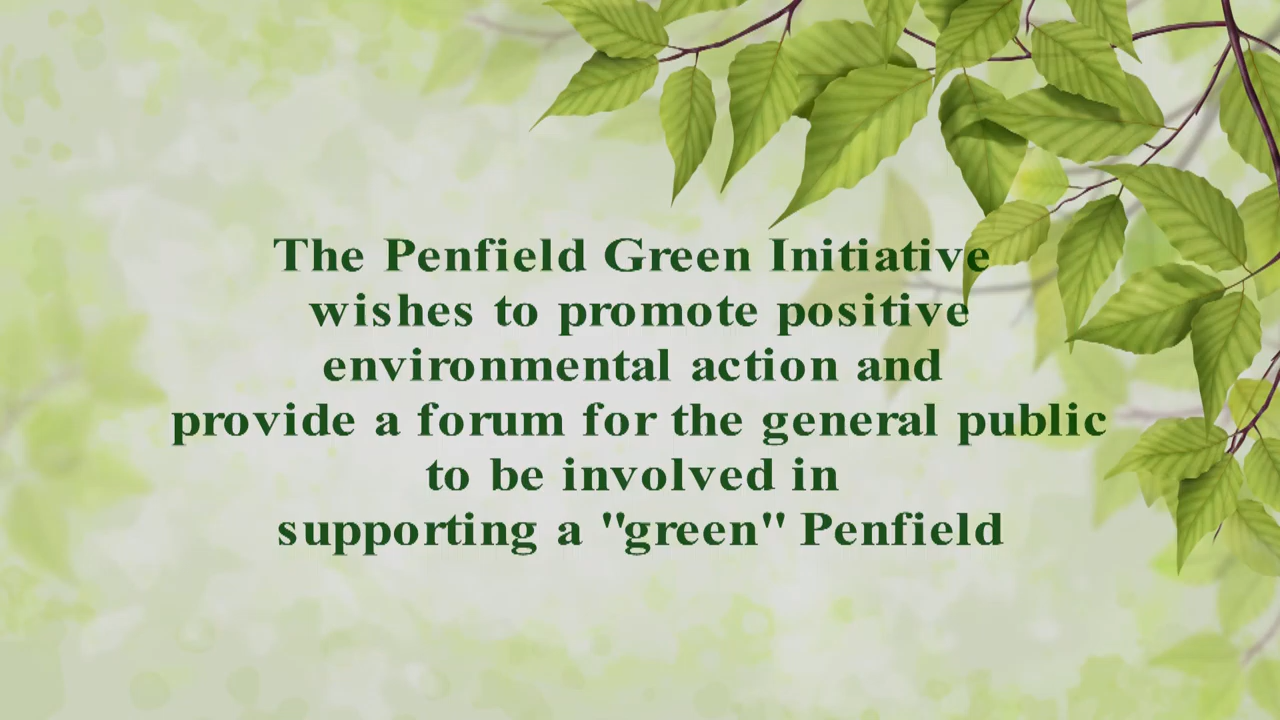 The Penfield Green Initiative
wishes to promote positive
environmental action and
provide a forum for the general public
to be involved in
supporting a "green" Penfield